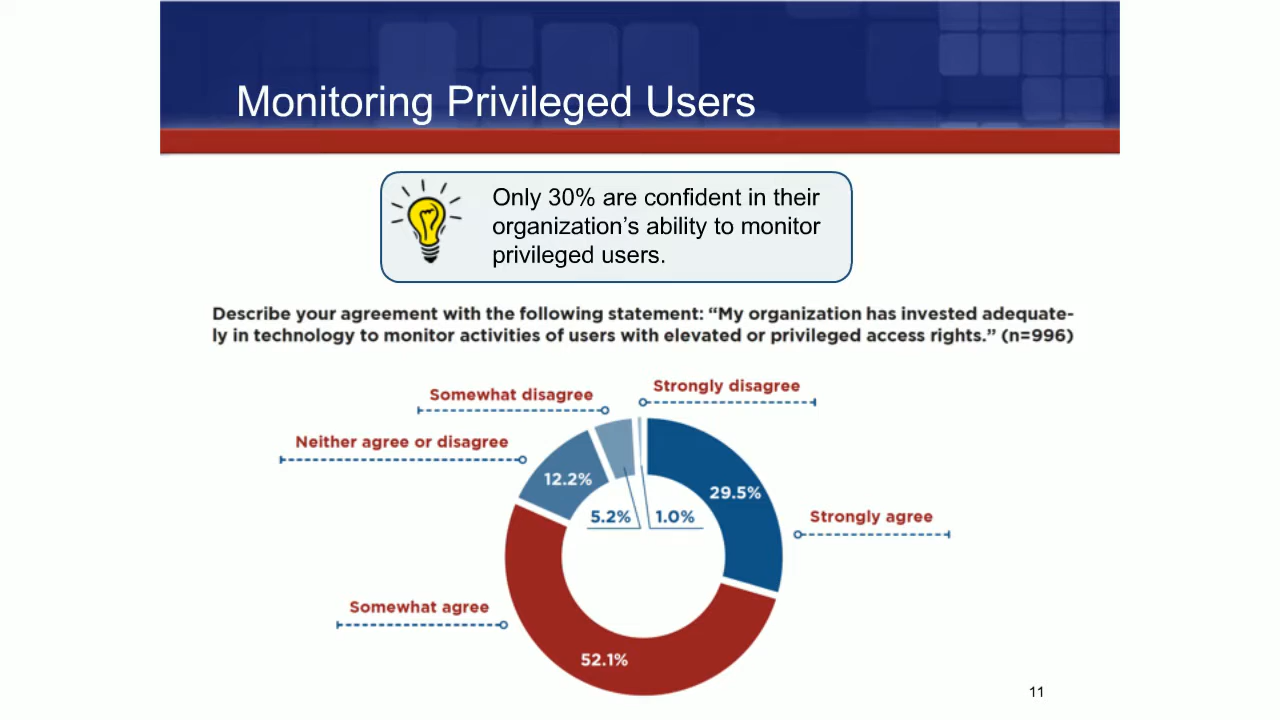 Monitoring Privileged Users
Only 30% are confident in their
organization’s ability to monitor
privileged users.
Describe your agreement with the following statement: “My organization has invested adequate-
ly in technology to monitor activities of users with elevated or privileged access rights.” (n=996)
Strongly disagree
Somewhat disagree
Neither agree or disagree
12.2%
29.5%
5.2%
1.0%
Strongly agree
Somewhat agree
52.1%
11